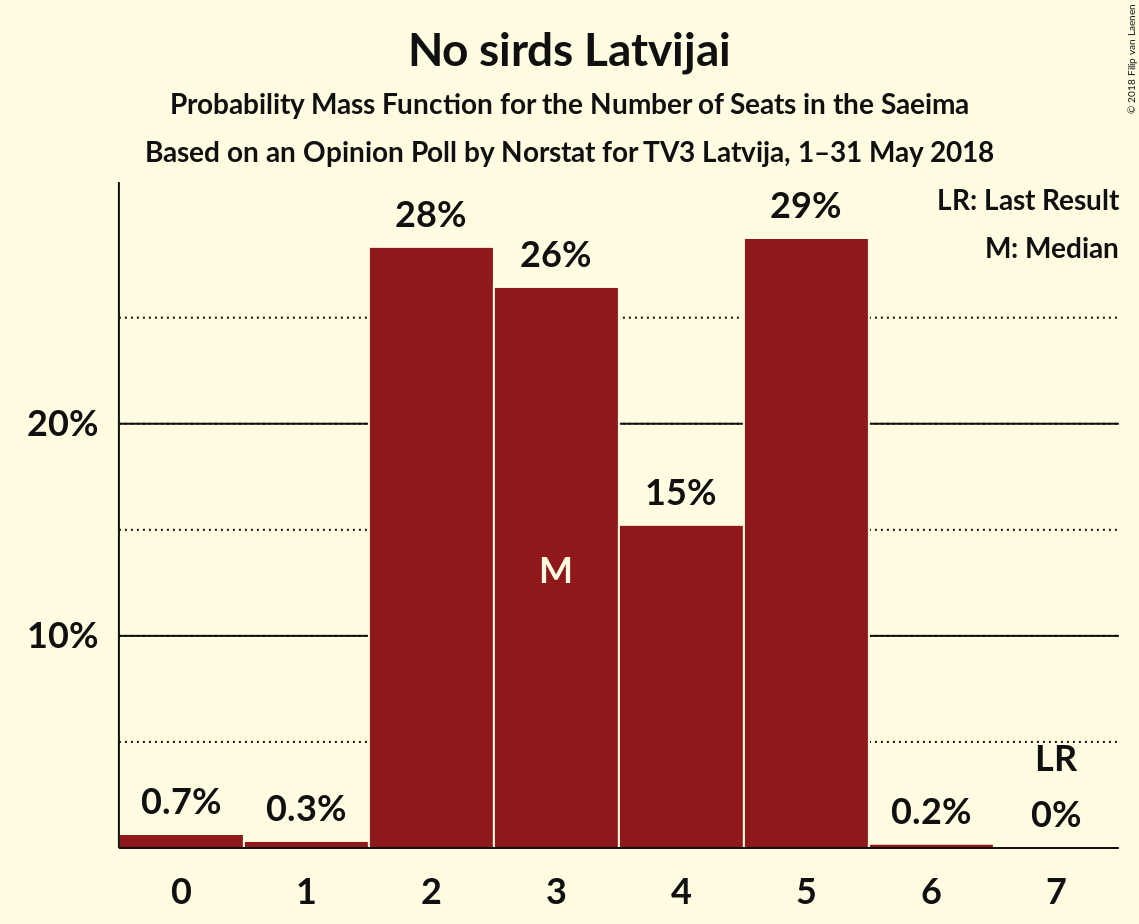 No sirds Latvijai
Probability Mass Function for the Number of Seats in the Saeima
Based on an Opinion Poll by Norstat for TV3 Latvija, 1–31 May 2018
© 2018 Filip van Laenen
LR: Last Result
M: Median
28%
26%
29%
20%
15%
M
10%
LR
0.7%
0.3%
0.2%
0%
0 1 2 3 4 5 6 7